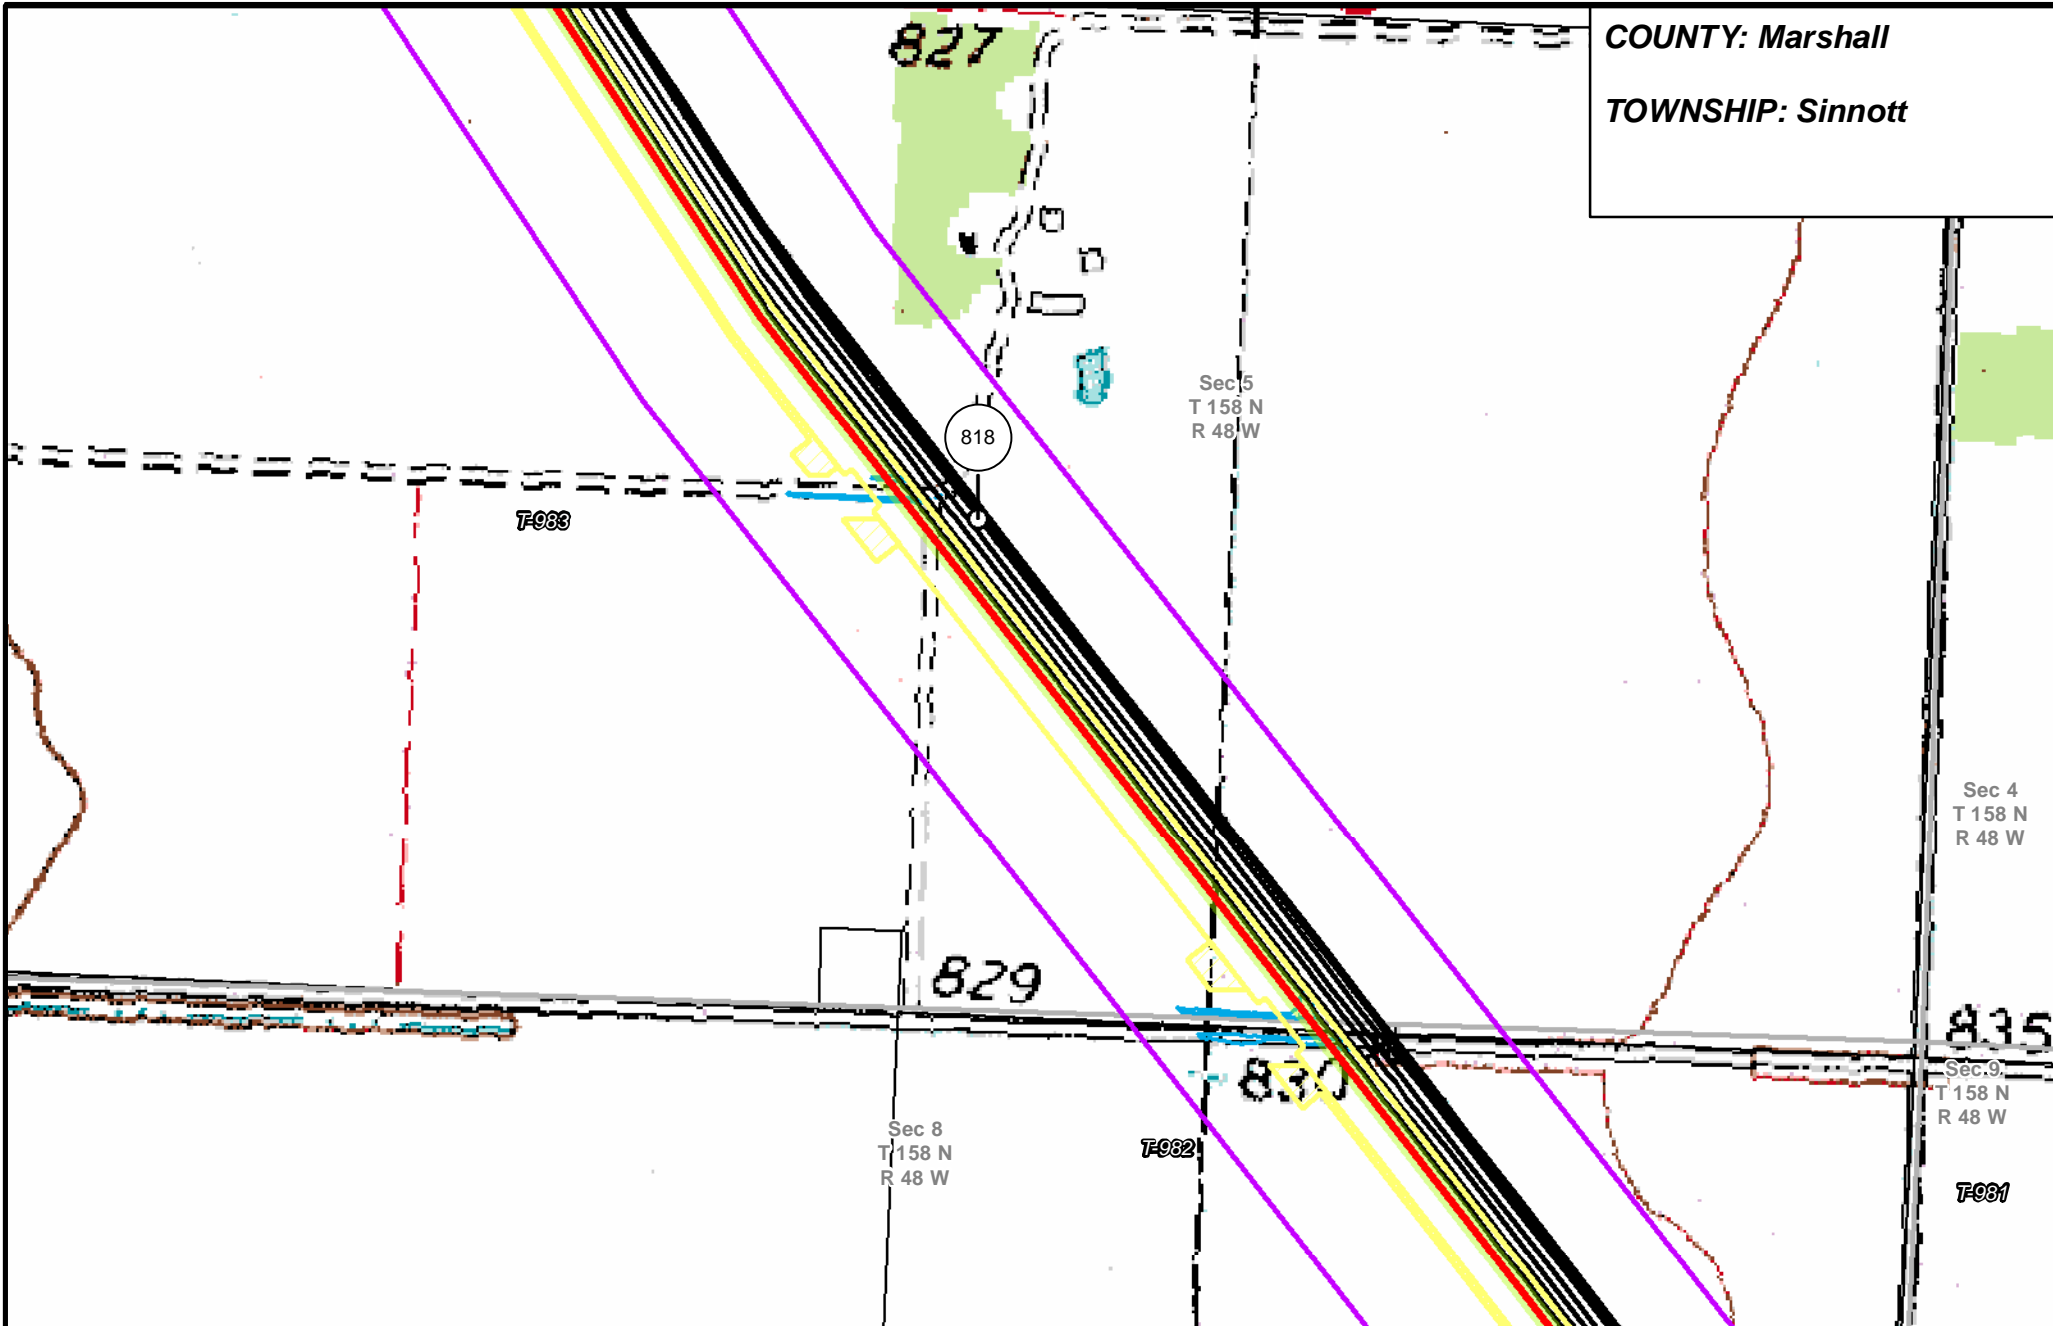 827
COUNTY: Marshall
TOWNSHIP: Sinnott
Sec 5
T 158 N
R 48 W
818
T-983
Sec 4
T 158 N
R 48 W
829
835
830
Sec 9
T 158 N
R 48 W
Sec 8
T 158 N
R 48 W
T-982
T-981